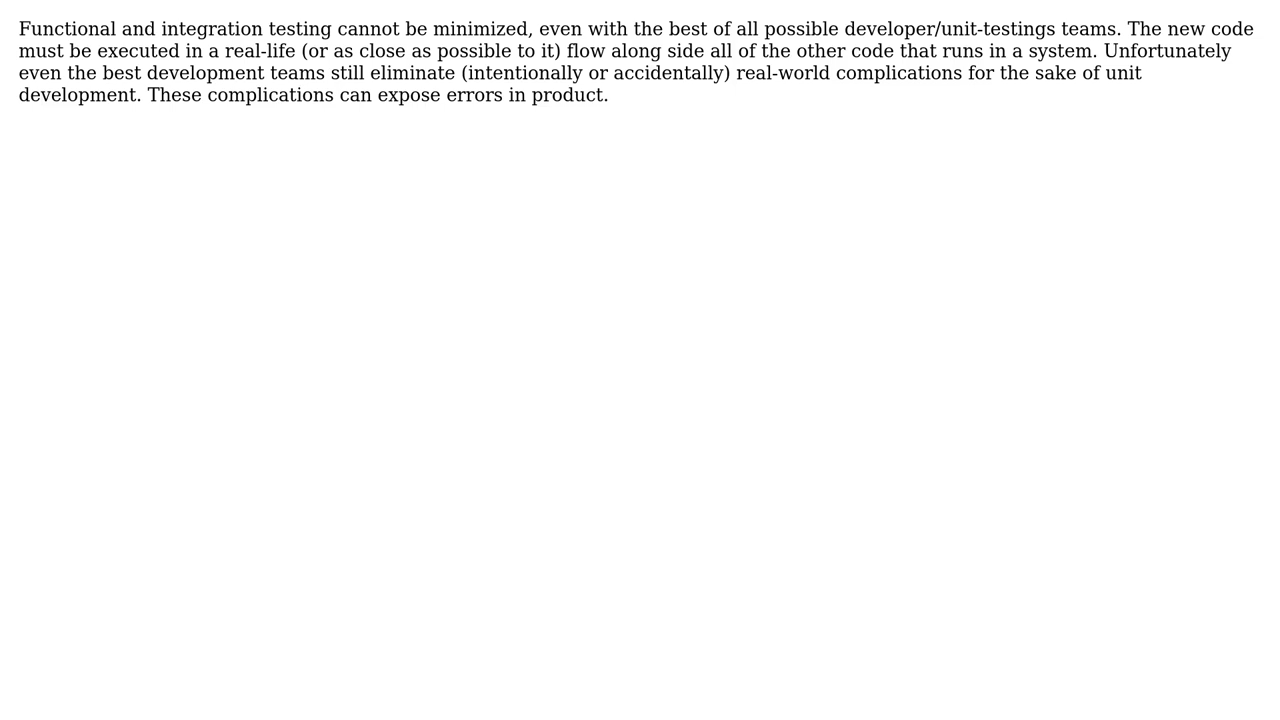 Functional and integration testing cannot be minimized, even with the best of all possible developer/unit-testings teams. The new code
must be executed in a real-life (or as close as possible to it) flow along side all of the other code that runs in a system. Unfortunately
even the best development teams still eliminate (intentionally or accidentally) real-world complications for the sake of unit
development. These complications can expose errors in product.